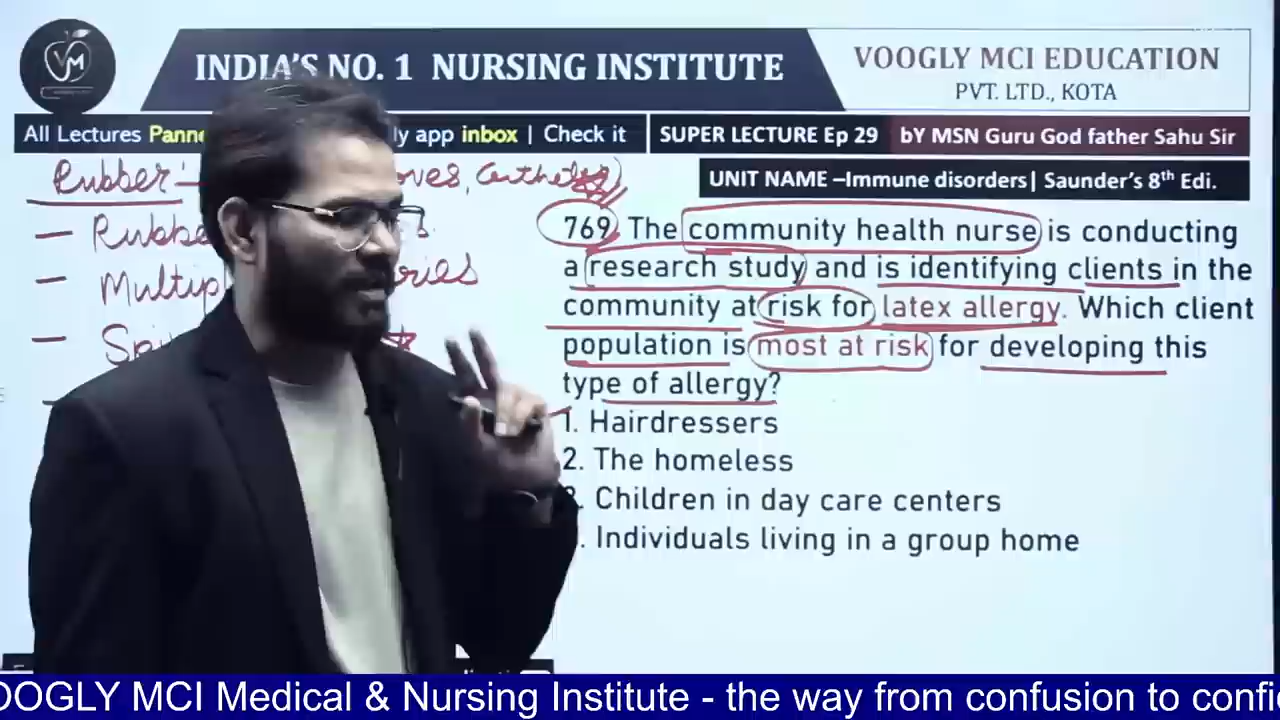 VM
INDIA'S NO. 1 NURSING INSTITUTE
VOOGLY MCI EDUCATION
PVT. LTD., KOTA
All Lectures app inbox | Check it
SUPER LECTURE Ep 29 bY MSN Guru God father Sahu Sir
UNIT NAME –Immune disorders| Saunder's 8th Edi.
Rubber
769. The community health nurse is conducting
a research study and is identifying clients in the
community at risk for latex allergy. Which client
population is most at risk for developing this
type of allergy?
1. Hairdressers
2. The homeless
. Children in day care centers
. Individuals living in a group home
OOGLY MCI Medical & Nursing Institute - the way from confusion to confi